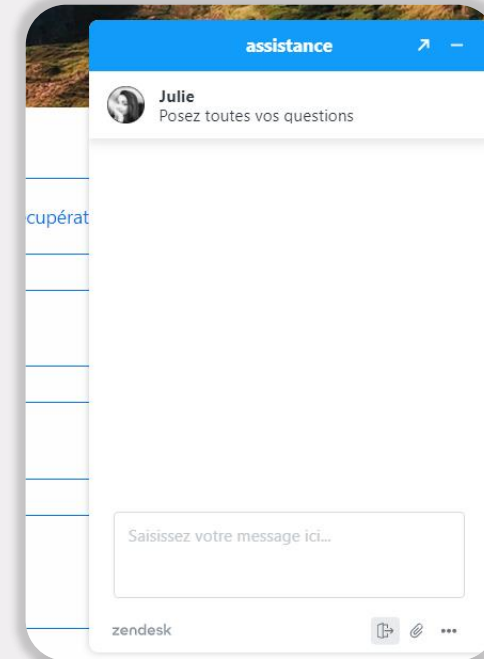 assistance
Julie
Posez toutes vos questions
cupérat
Saisissez votre message ici...
zendesk